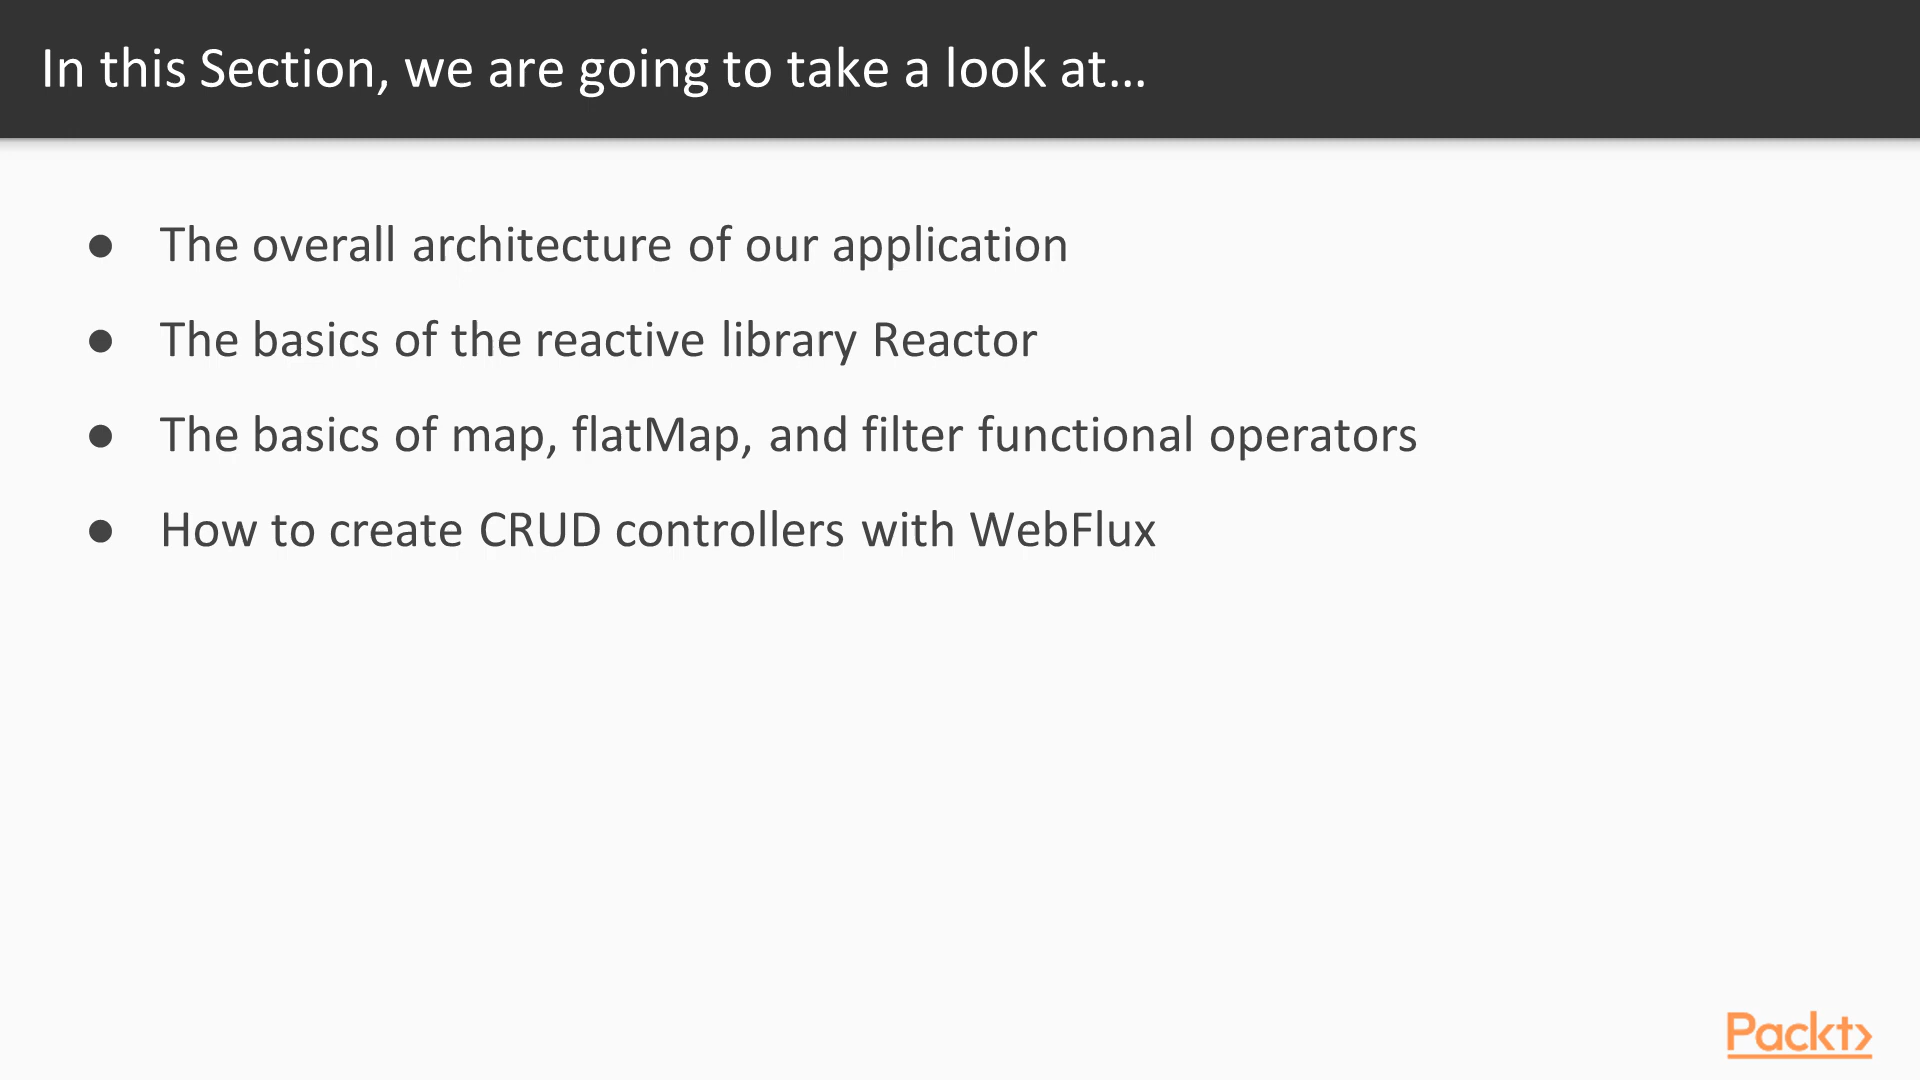 In this Section, we are going to take a look at…
● The overall architecture of our application
● The basics of the reactive library Reactor
● The basics of map, flatMap, and filter functional operators
● How to create CRUD controllers with WebFlux
Packt>